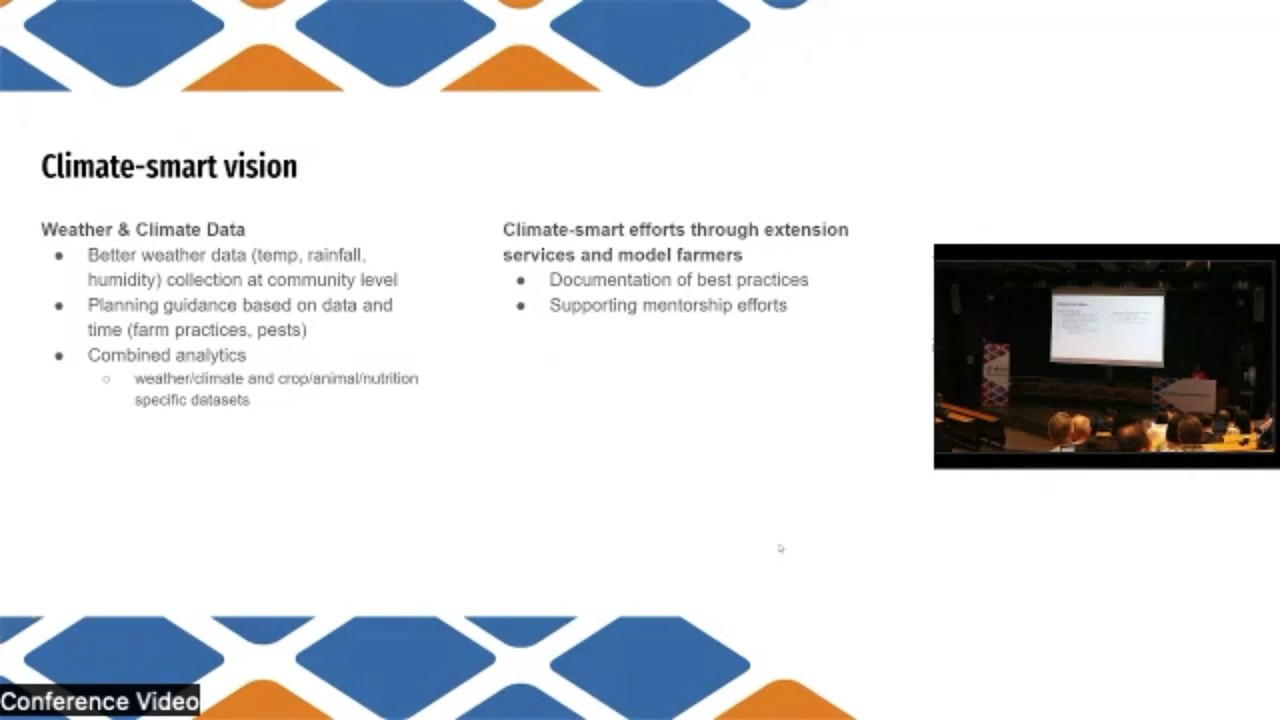 Climate-smart vision
Weather & Climate Data
● Better weather data (temp, rainfall,
humidity) collection at community level
● Planning guidance based on data and
time (farm practices, pests)
● Combined analytics
○ weather/climate and crop/animal/nutrition
specific datasets
Climate-smart efforts through extension
services and model farmers
● Documentation of best practices
● Supporting mentorship efforts
Conference Video